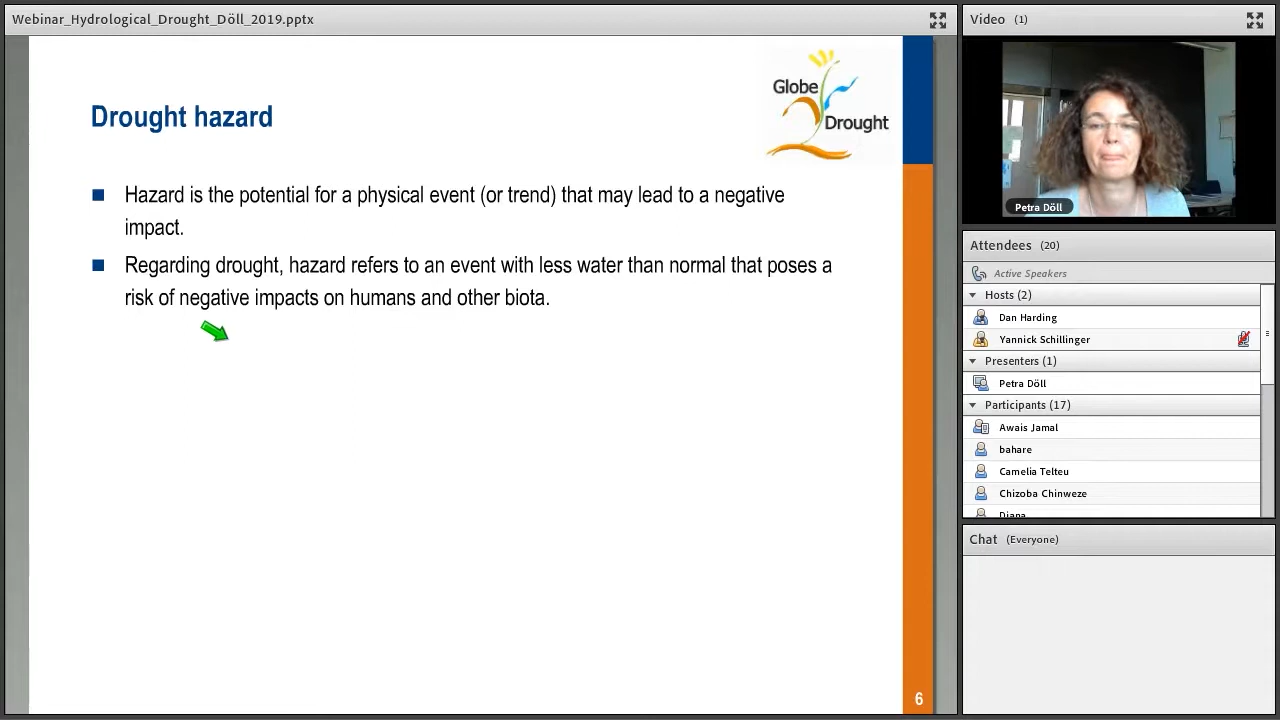 Webinar_Hydrological_Drought_Döll_2019.pptx
Globe
Drought
Drought hazard
Hazard is the potential for a physical event (or trend) that may lead to a negative
impact.
Regarding drought, hazard refers to an event with less water than normal that poses a
risk of negative impacts on humans and other biota.
6
Video (1)
Petra Döll
Attendees (20)
Active Speakers
Hosts (2)
Dan Harding
Yannick Schillinger
Presenters (1)
Petra Döll
Participants (17)
Awais Jamal
bahare
Camelia Telteu
Chizoba Chinweze
Diana
Chat (Everyone)